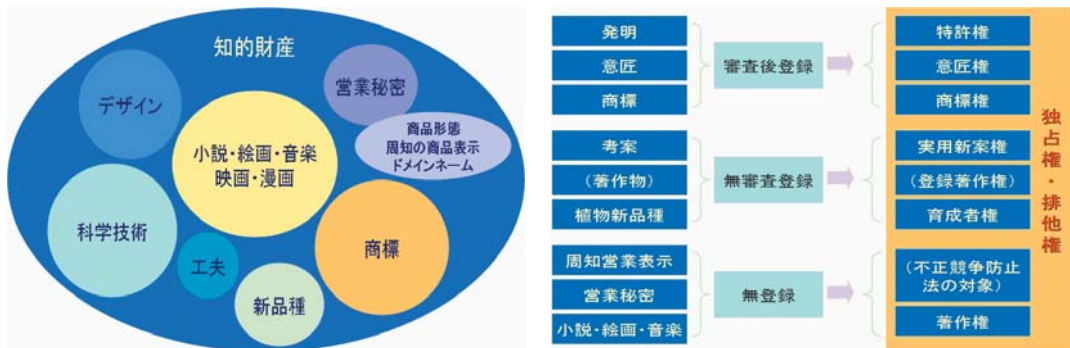 知的財産
デザイン
営業秘密
商品形態
周知の商品表示
ドメインネーム
小説・絵画・音楽
映画・漫画
科学技術
工夫
商標
新品種
発明
意匠
商標
審査後登録
特許権
意匠権
商標権
考案
(著作物)
植物新品種
無審査登録
実用新案権
(登録著作権)
育成者権
周知営業表示
営業秘密
小説・絵画・音楽
無登録
(不正競争防止
法の対象)
著作権
独占権・排他権